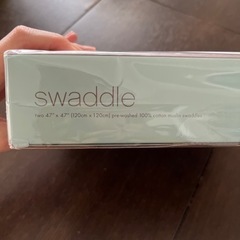 swaddle
two 47" x 47" (120cm x 120cm) pre-washed 100% cotton muslin swaddles